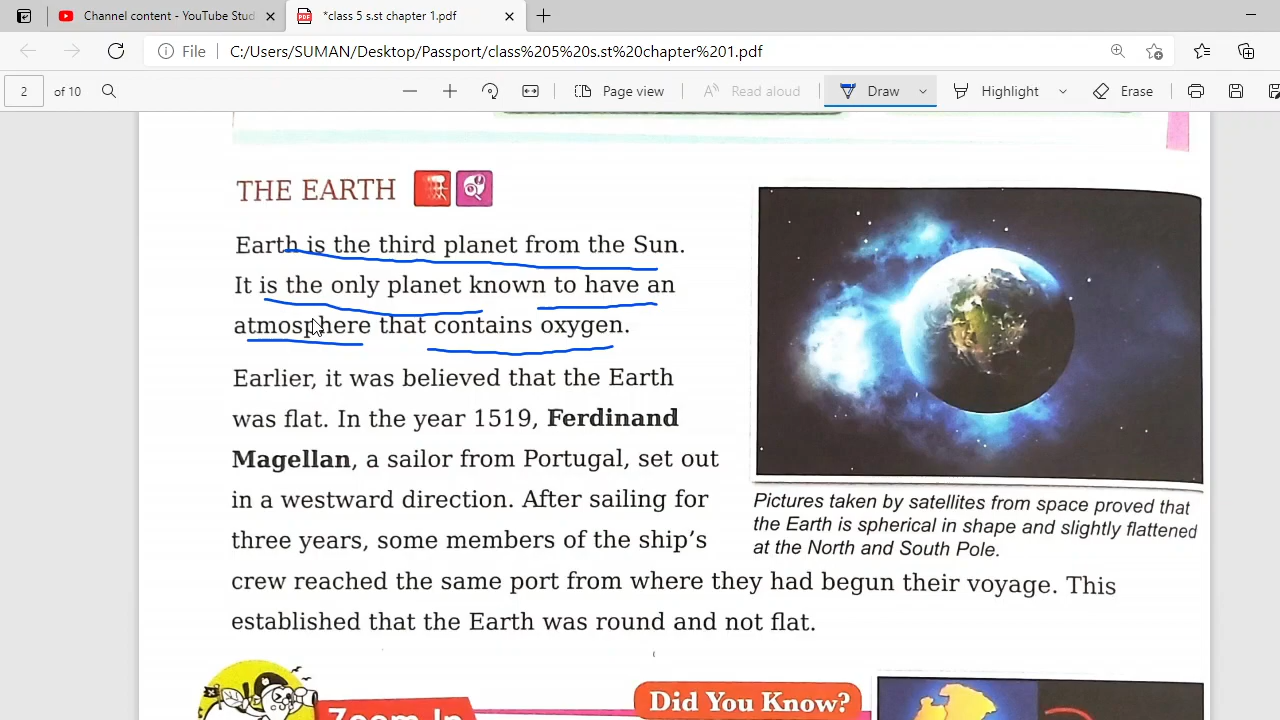 Channel content - YouTube Stud
*class 5 s.st chapter 1.pdf
File
C:/Users/SUMAN/Desktop/Passport/class%205%20s.st%20chapter%201.pdf
2 of 10
Page view
Read aloud
Draw
Highlight
Erase
THE EARTH
Earth is the third planet from the Sun.
It is the only planet known to have an
atmosphere that contains oxygen.
Earlier, it was believed that the Earth
was flat. In the year 1519, Ferdinand
Magellan, a sailor from Portugal, set out
in a westward direction. After sailing for
three years, some members of the ship's
crew reached the same port from where they had begun their voyage. This
established that the Earth was round and not flat.
Pictures taken by satellites from space proved that
the Earth is spherical in shape and slightly flattened
at the North and South Pole.
Zoom In
Did You Know?